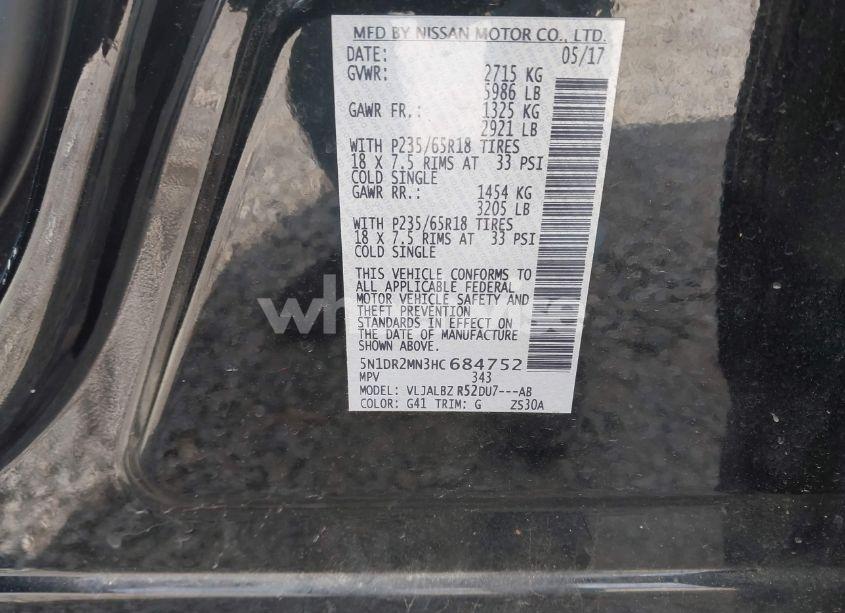 MFD BY NISSAN MOTOR CO., LTD.
DATE: 05/17
GVWR: 2715 KG
5986 LB
GAWR FR.: 1325 KG
2921 LB
WITH P235/65R18 TIRES
18 X 7.5 RIMS AT 33 PSI
COLD SINGLE
GAWR RR.: 1454 KG
3205 LB
WITH P235/65R18 TIRES
18 X 7.5 RIMS AT 33 PSI
COLD SINGLE
THIS VEHICLE CONFORMS TO
ALL APPLICABLE FEDERAL
MOTOR VEHICLE SAFETY AND
THEFT PREVENTION
STANDARDS IN EFFECT ON
THE DATE OF MANUFACTURE
SHOWN ABOVE.
5N1DR2MN3HC684752
MPV 343
MODEL: VLJALBZ R52DU7---AB
COLOR: G41 TRIM: G ZS30A